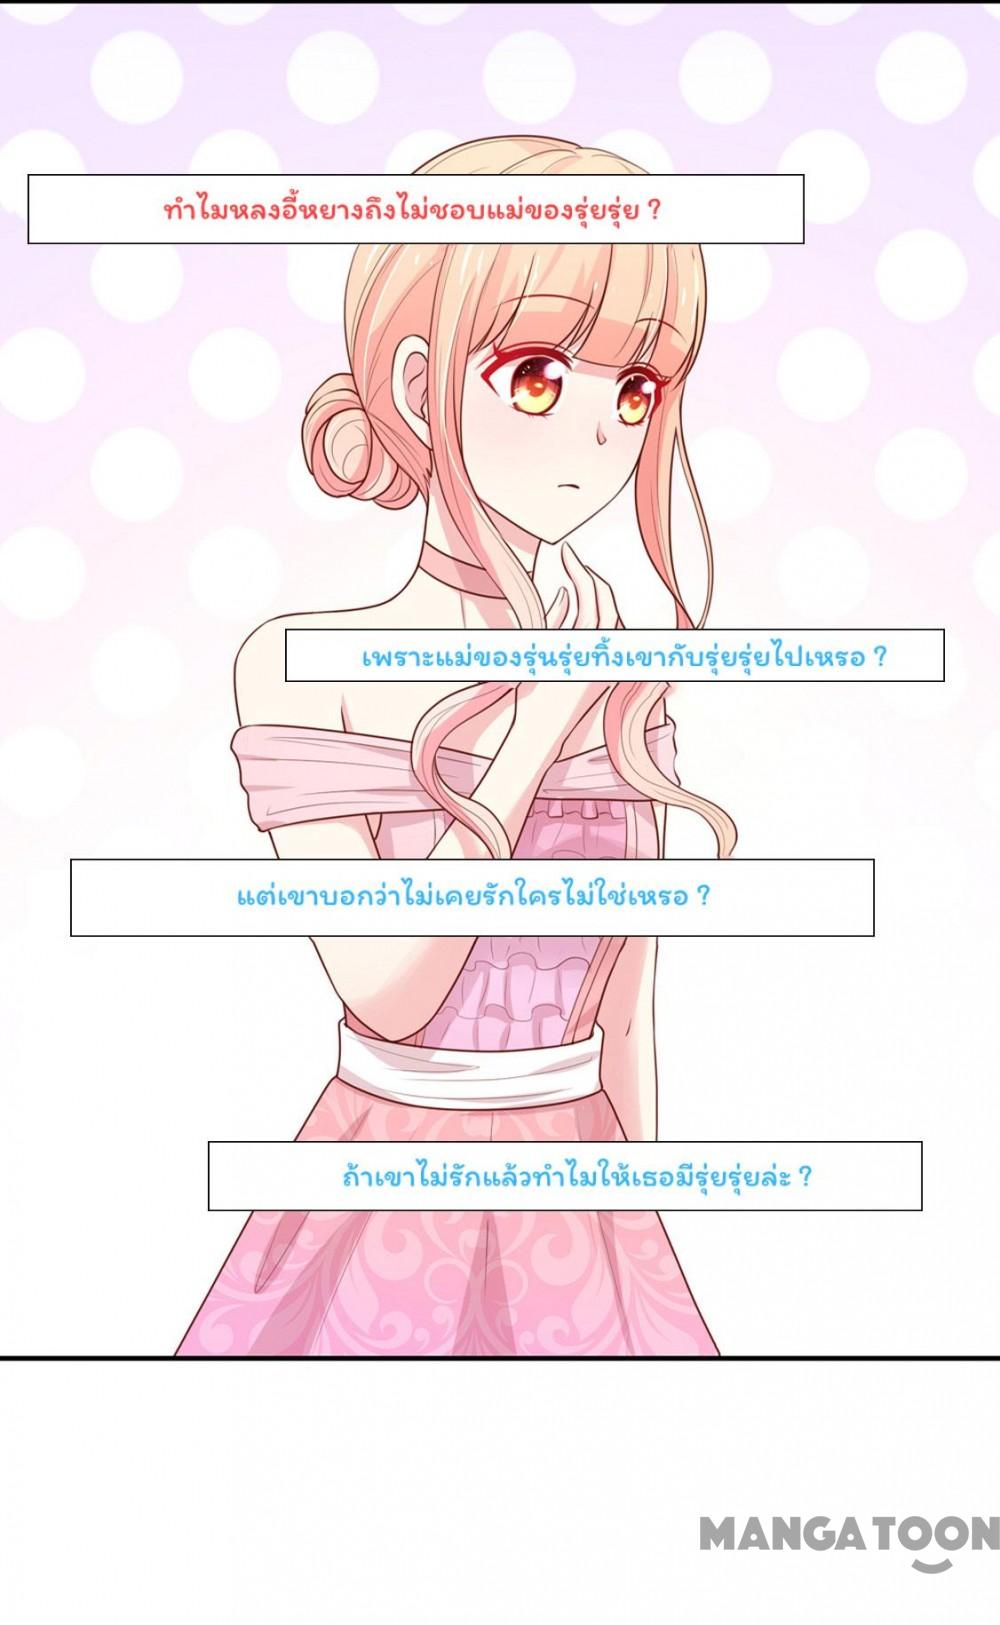 ทำไมหลงอี้หยางถึงไม่ชอบแม่ของรุ่ยรุ่ย ?
เพราะแม่ของรุ่นรุ่ยทิ้งเขากับรุ่ยรุ่ยไปเหรอ ?
แต่เขาบอกว่าไม่เคยรักใครไม่ใช่เหรอ ?
ถ้าเขาไม่รักแล้วทำไมให้เธอมีรุ่ยรุ่ยล่ะ ?
MANGATOON